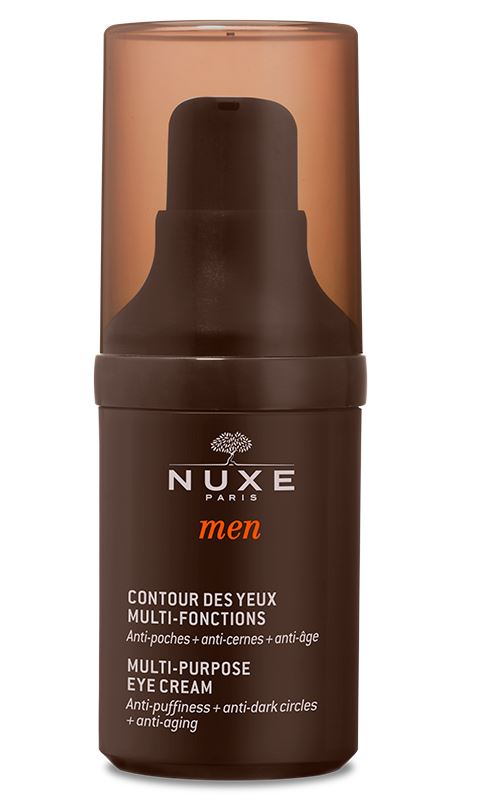 NUXE
PARIS
men
CONTOUR DES YEUX
MULTI-FONCTIONS
Anti-poches + anti-cernes + anti-âge
MULTI-PURPOSE
EYE CREAM
Anti-puffiness + anti-dark circles
+ anti-aging